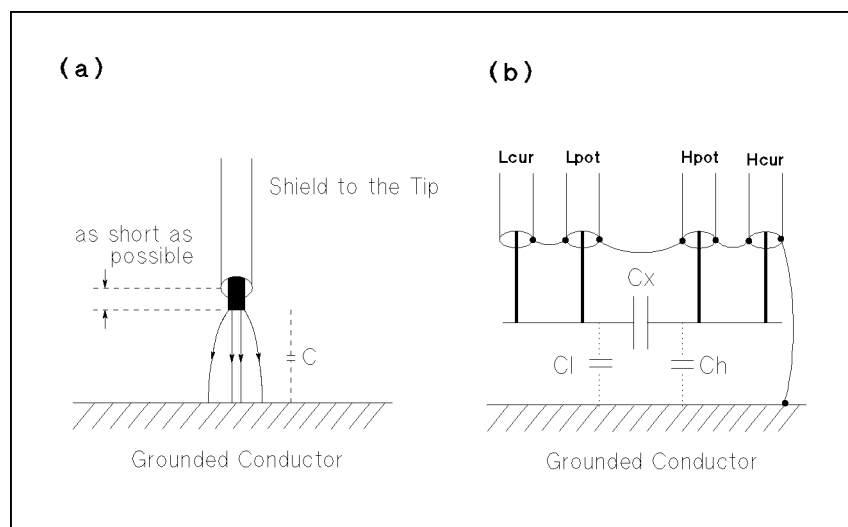 (a)
Shield to the Tip
as short as
possible
C
Grounded Conductor
(b)
Lcur Lpot Hpot Hcur
Cx
Cl Ch
Grounded Conductor